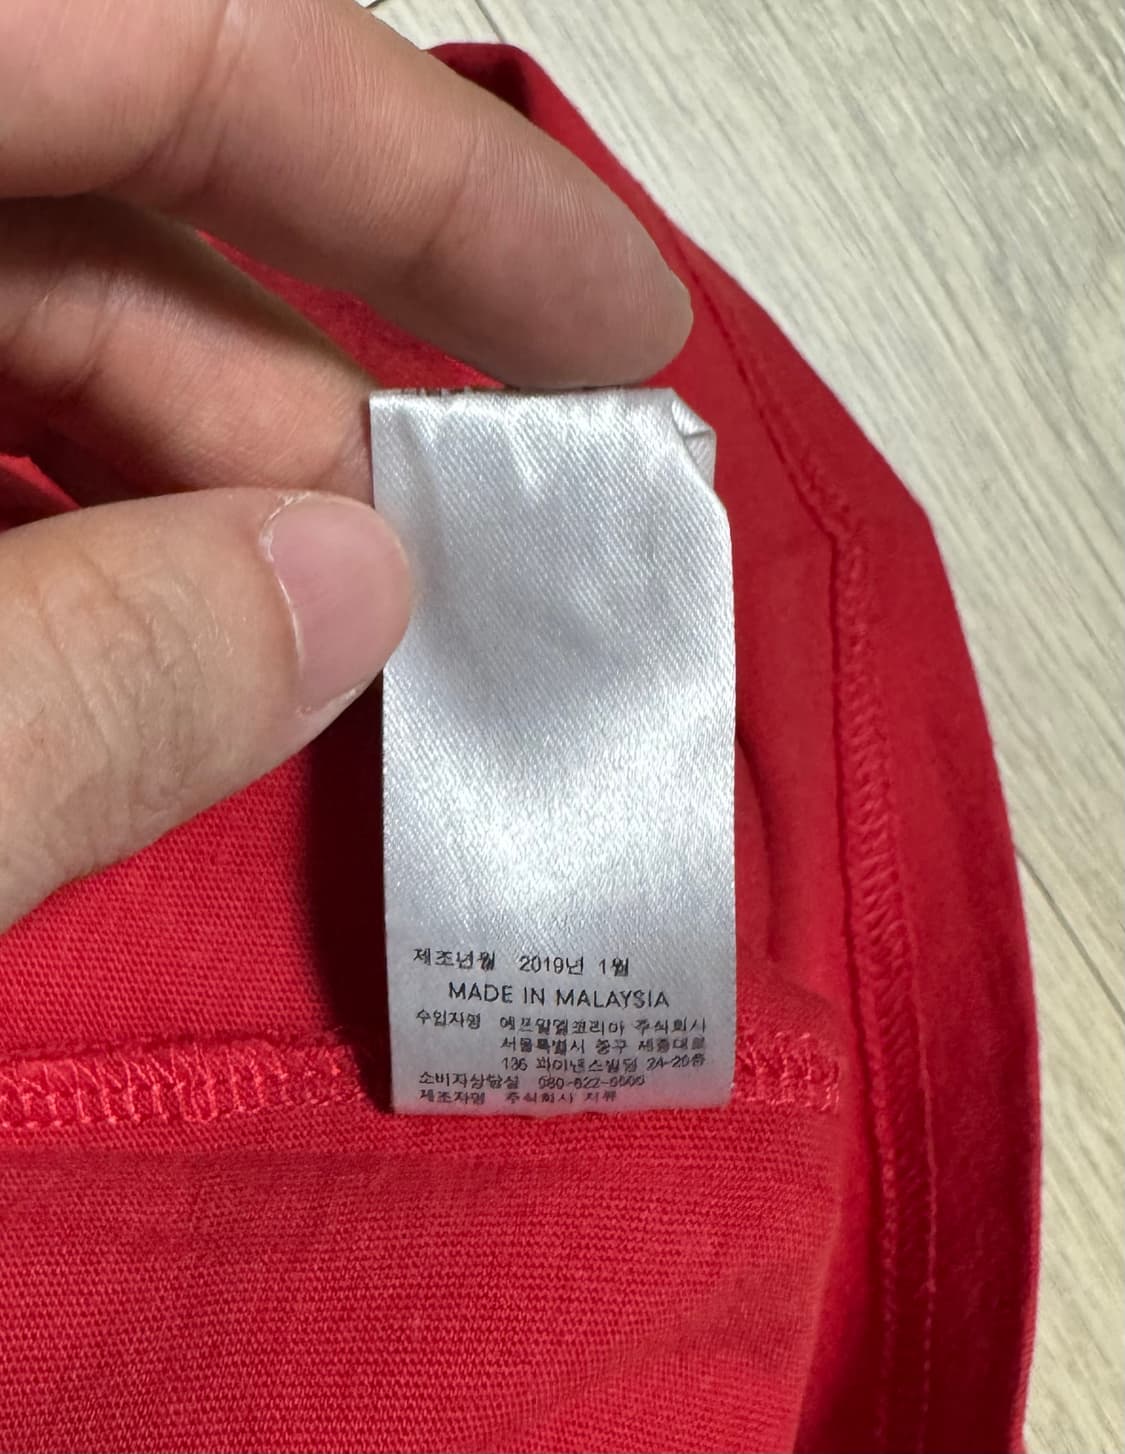 제조년월 2019년 1월
MADE IN MALAYSIA
수입자명 에프알엘코리아 주식회사
서울특별시 중구 세종대로
136 파이낸스빌딩 24-20층
소비자상담실 080-822-0600
제조자명 주식회사 지류